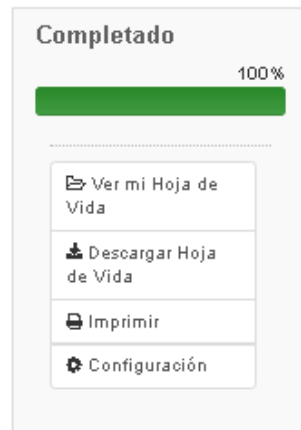 Completado
100%
Ver mi Hoja de
Vida
Descargar Hoja
de Vida
Imprimir
Configuración